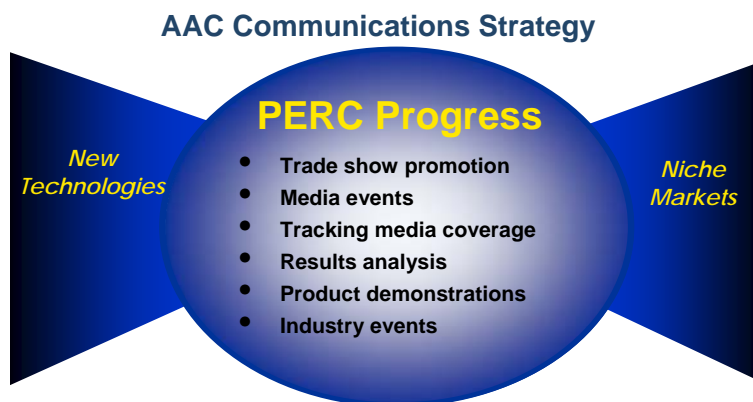 AAC Communications Strategy
PERC Progress
New
Technologies
• Trade show promotion
• Media events
• Tracking media coverage
• Results analysis
• Product demonstrations
• Industry events
Niche
Markets